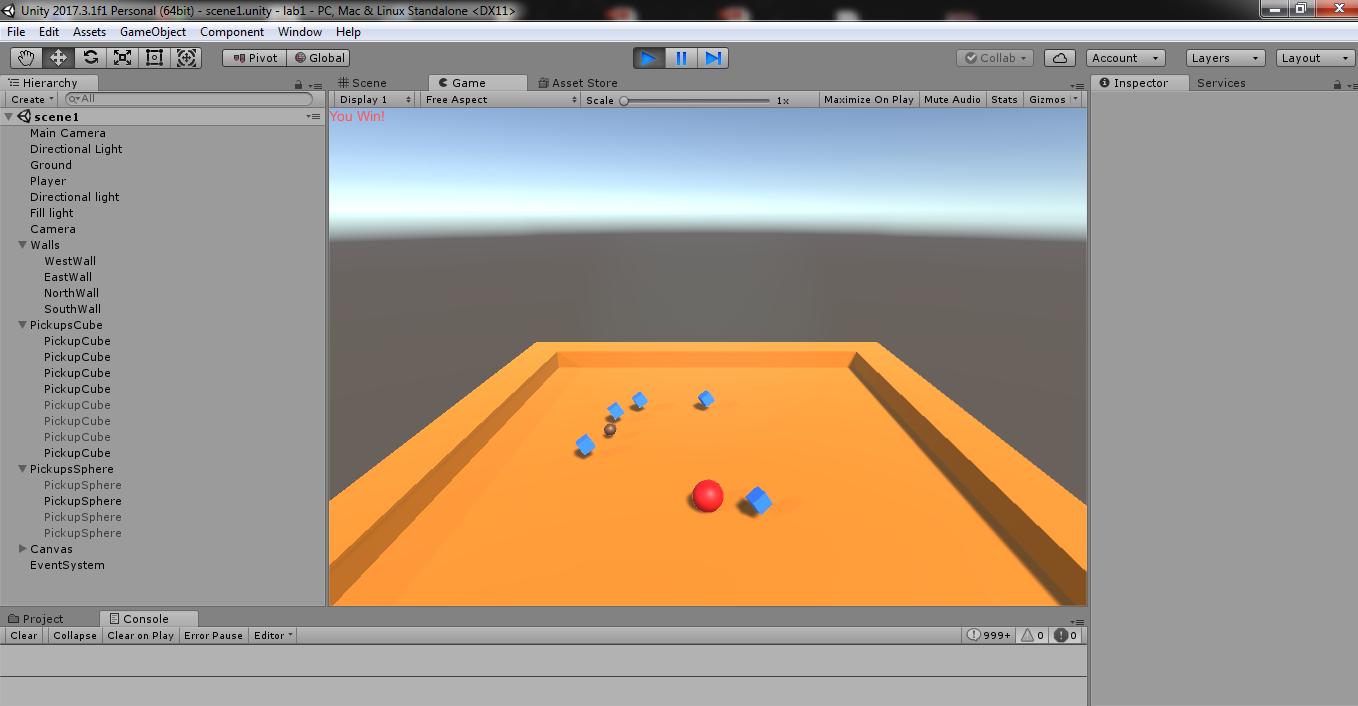 Unity 2017.3.1f1 Personal (64bit) - scene1.unity - lab1 - PC, Mac & Linux Standalone <DX11>
File Edit Assets GameObject Component Window Help
Pivot Global Collab Account Layers Layout
Hierarchy Scene Game Asset Store Inspector Services
Create All Display 1 Free Aspect Scale 1x Maximize On Play Mute Audio Stats Gizmos
scene1
You Win!
Main Camera
Directional Light
Ground
Player
Directional light
Fill light
Camera
Walls
WestWall
EastWall
NorthWall
SouthWall
PickupsCube
PickupCube
PickupCube
PickupCube
PickupCube
PickupCube
PickupCube
PickupCube
PickupCube
PickupsSphere
PickupSphere
PickupSphere
PickupSphere
PickupSphere
Canvas
EventSystem
Project Console
Clear Collapse Clear on Play Error Pause Editor 999+ 0 0